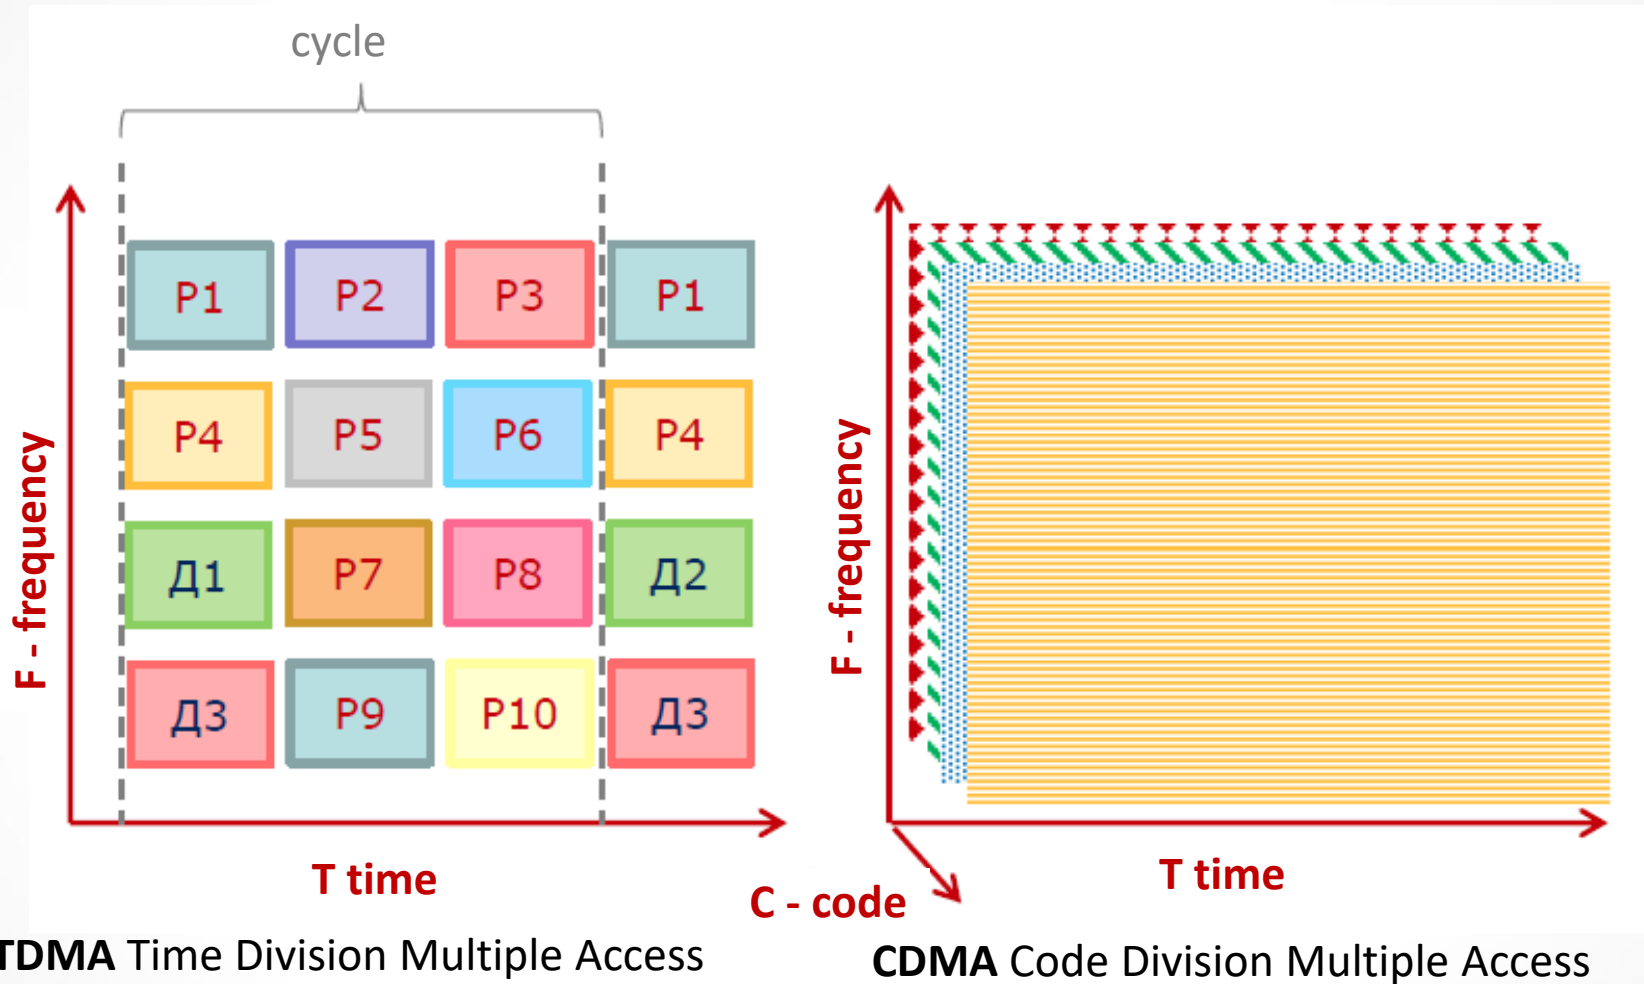 cycle
P1 P2 P3 P1
P4 P5 P6 P4
Д1 P7 P8 Д2
Д3 P9 P10 Д3
F - frequency
T time
TDMA Time Division Multiple Access
F - frequency
T time
C - code
CDMA Code Division Multiple Access